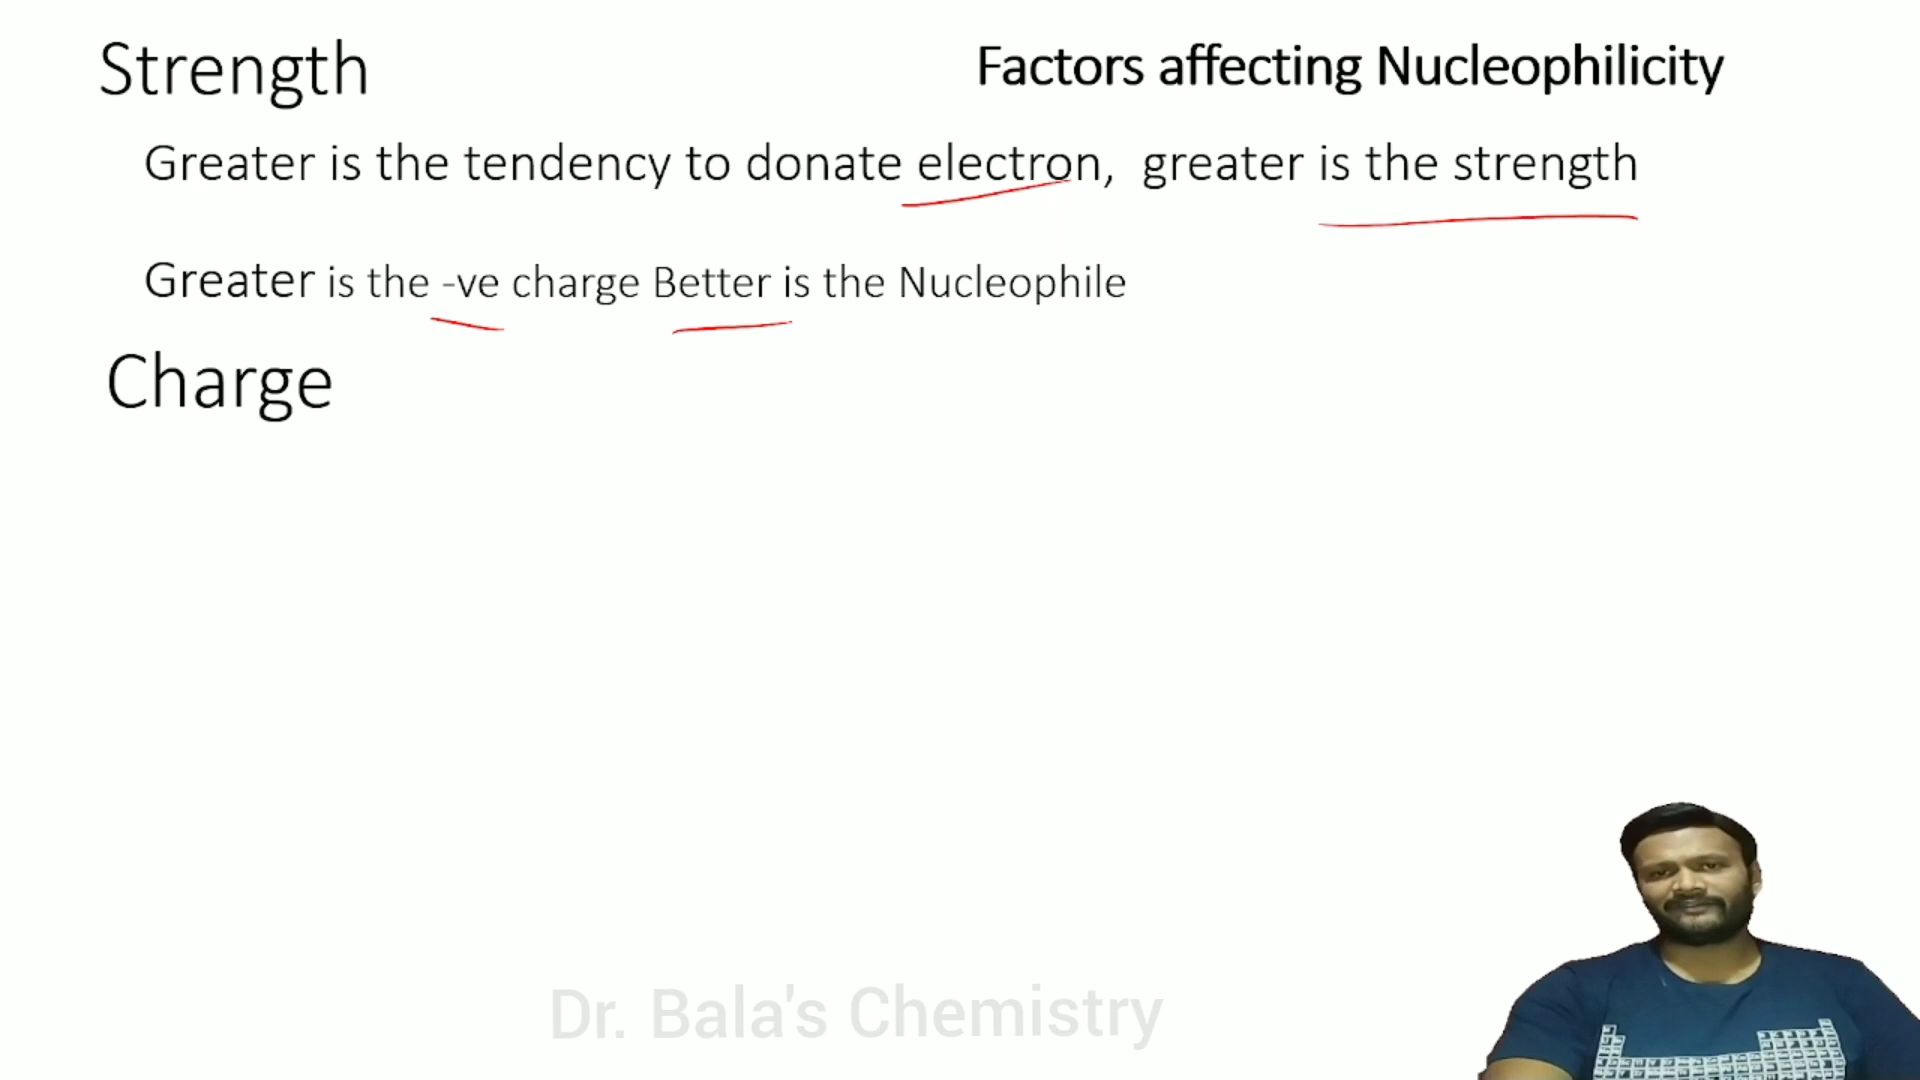 Strength
Factors affecting Nucleophilicity
Greater is the tendency to donate electron, greater is the strength
Greater is the -ve charge Better is the Nucleophile
Charge
Dr. Bala's Chemistry